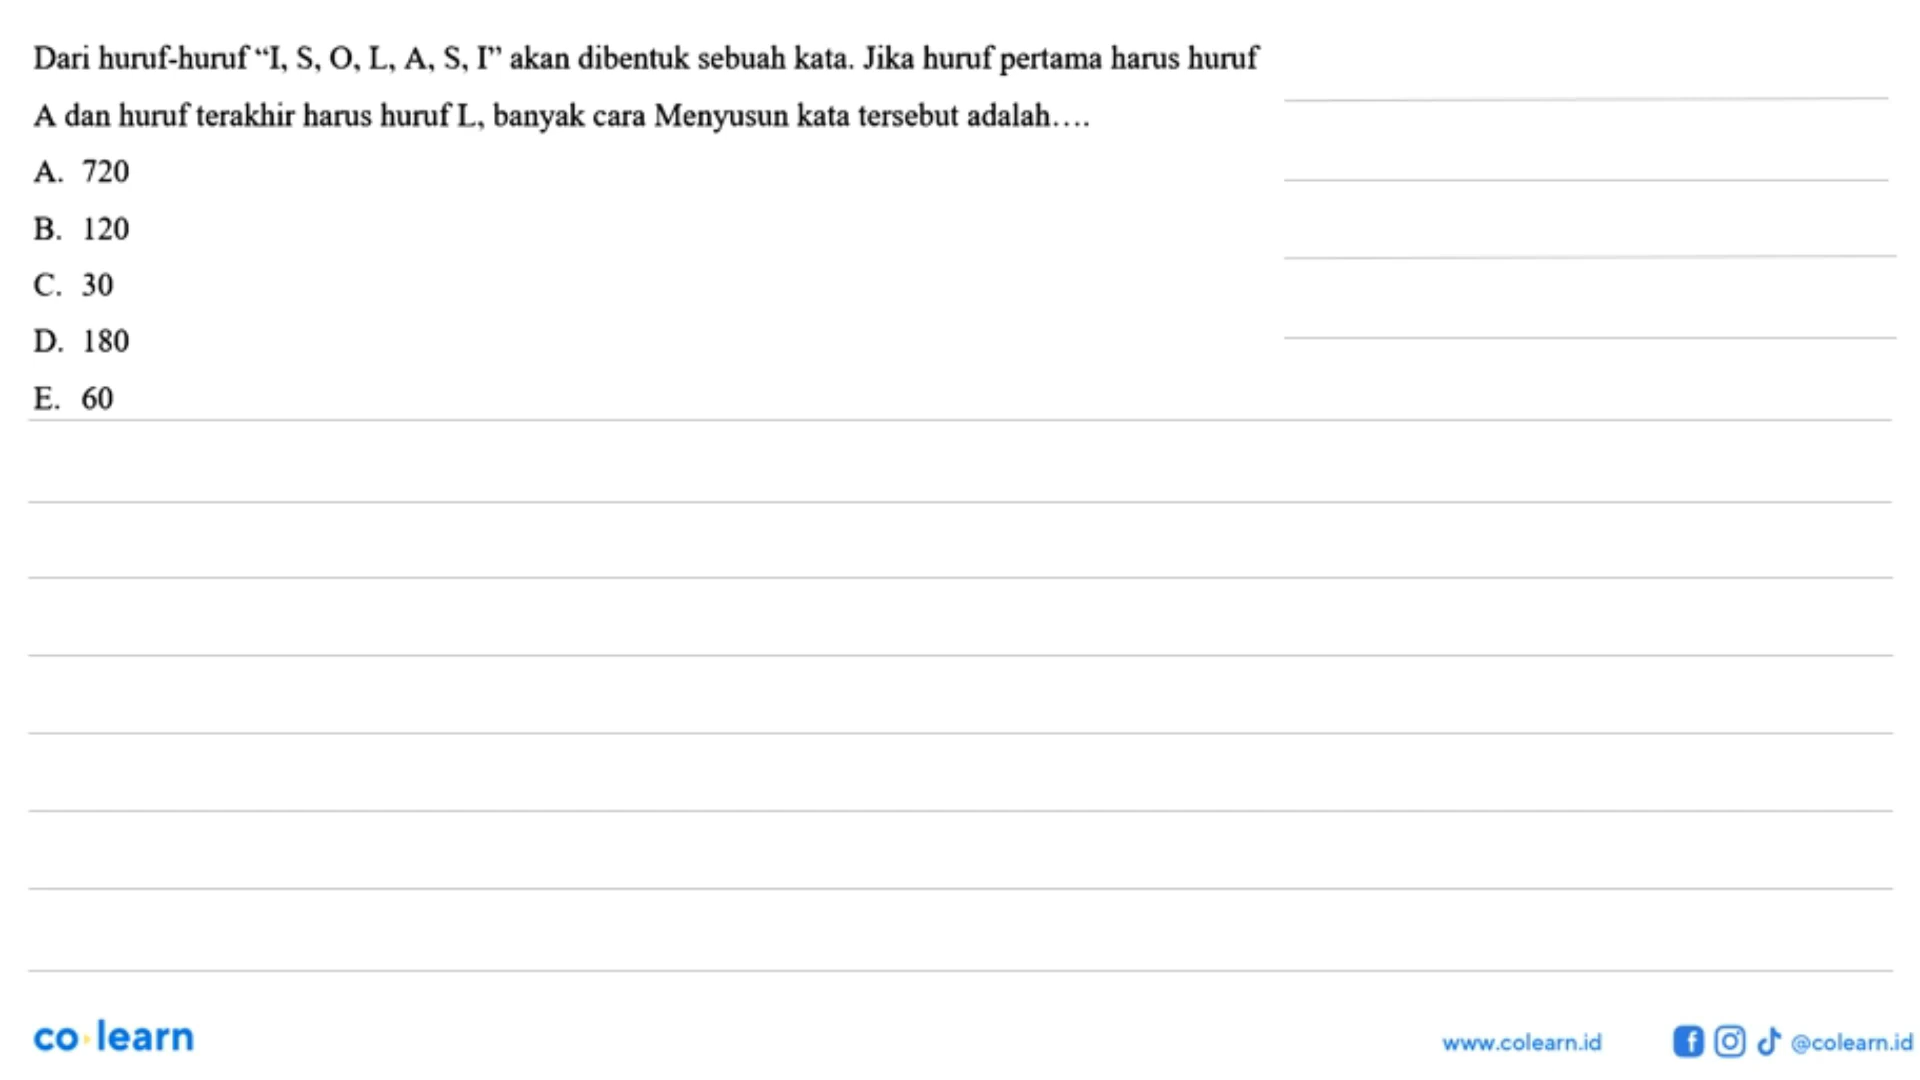 Dari huruf-huruf “I, S, O, L, A, S, I” akan dibentuk sebuah kata. Jika huruf pertama harus huruf
A dan huruf terakhir harus huruf L, banyak cara Menyusun kata tersebut adalah….
A. 720
B. 120
C. 30
D. 180
E. 60
co learn
www.colearn.id
@colearn.id